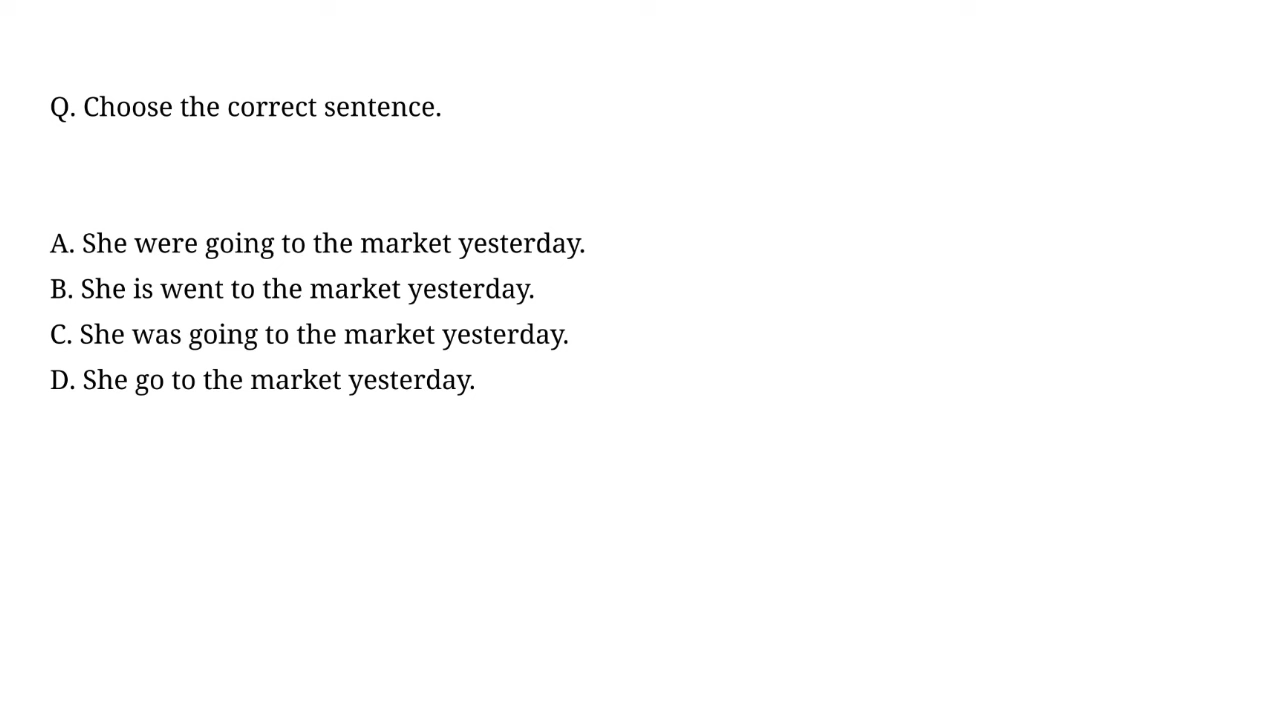 Q. Choose the correct sentence.
A. She were going to the market yesterday.
B. She is went to the market yesterday.
C. She was going to the market yesterday.
D. She go to the market yesterday.